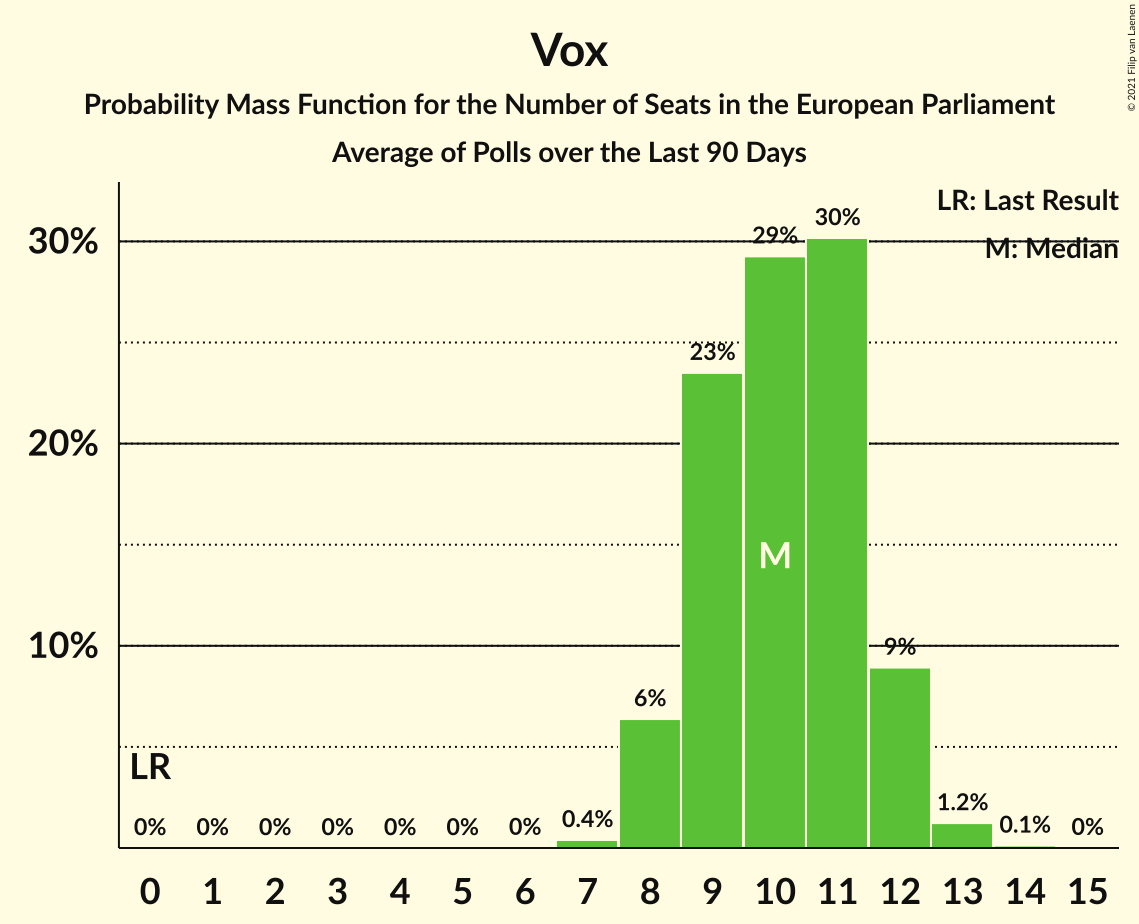 Vox
Probability Mass Function for the Number of Seats in the European Parliament
Average of Polls over the Last 90 Days
© 2021 Filip van Laenen
LR: Last Result
M: Median
30%
20%
10%
30%
29%
23%
M
9%
6%
LR
1.2%
0% 0% 0% 0% 0% 0% 0% 0.4% 0.1% 0%
0 1 2 3 4 5 6 7 8 9 10 11 12 13 14 15